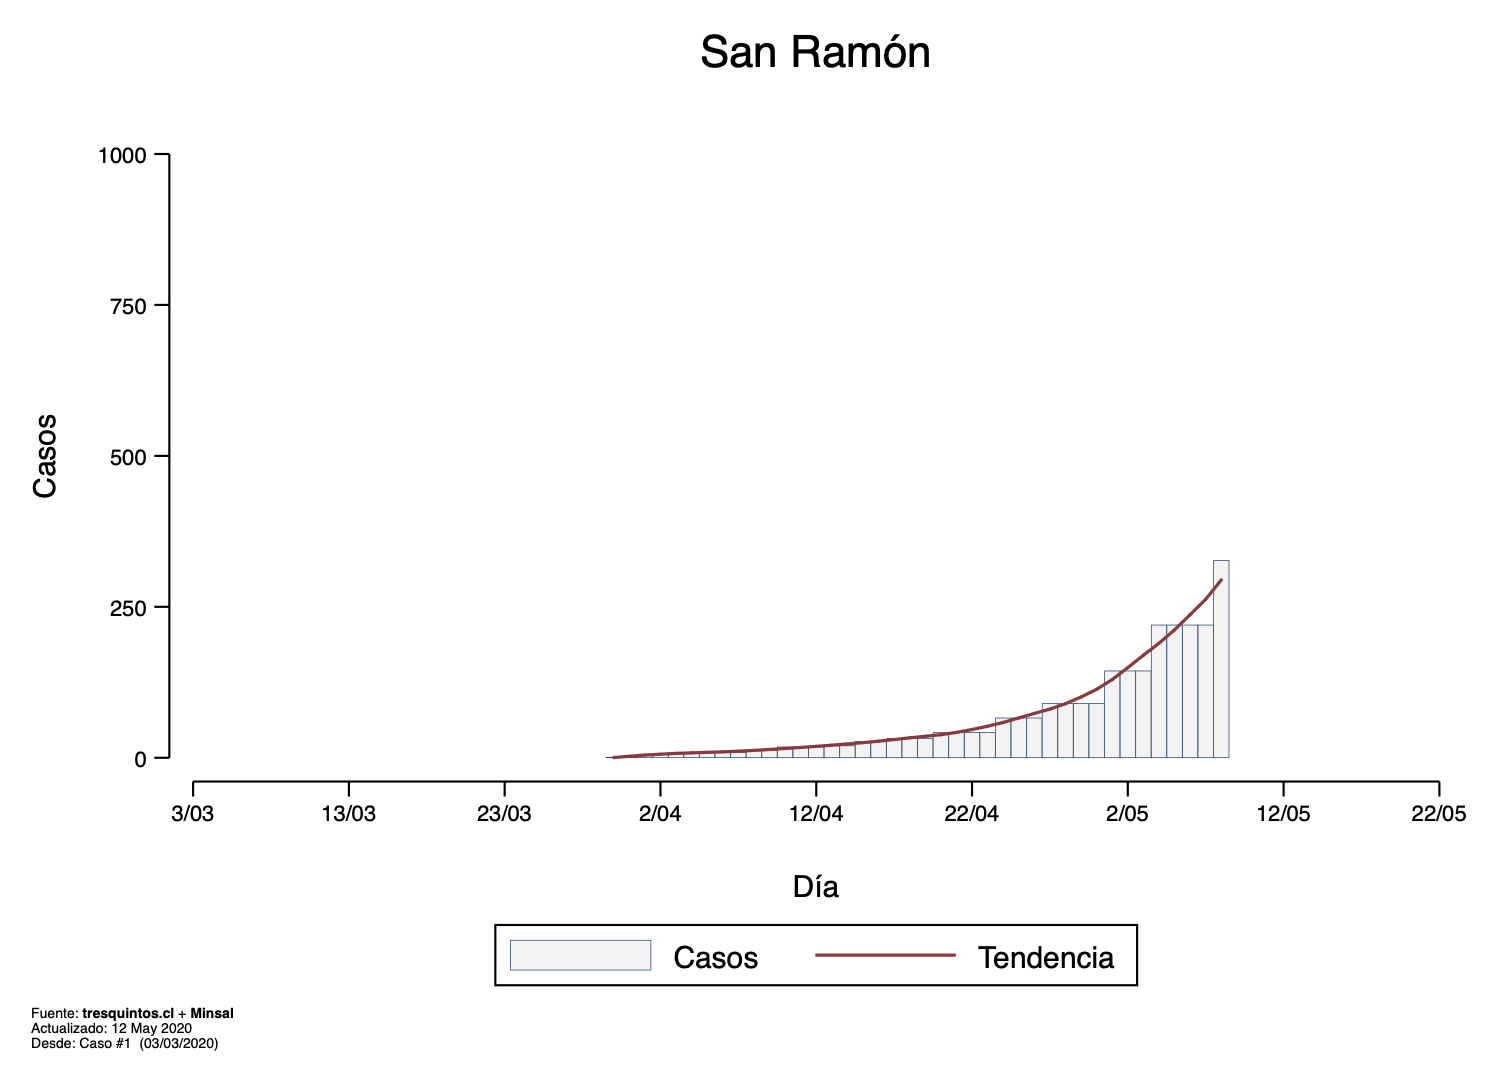 San Ramón
1000
750
500
250
0
Casos
3/03 13/03 23/03 2/04 12/04 22/04 2/05 12/05 22/05
Día
Casos Tendencia
Fuente: tresquintos.cl + Minsal
Actualizado: 12 May 2020
Desde: Caso #1 (03/03/2020)